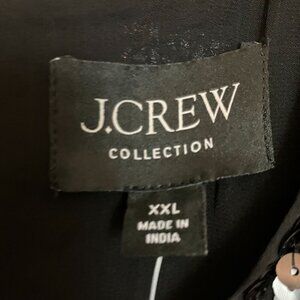 J.CREW
COLLECTION
XXL
MADE IN
INDIA